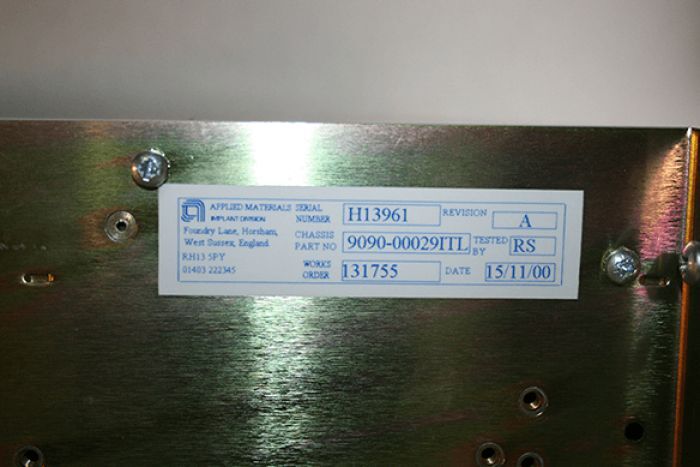 APPLIED MATERIALS
IMPLANT DIVISION
Foundry Lane, Horsham,
West Sussex, England.
RH13 5PY
01403 222345
SERIAL NUMBER H13961 REVISION A
CHASSIS PART NO 9090-00029ITL TESTED BY RS
WORKS ORDER 131755 DATE 15/11/00